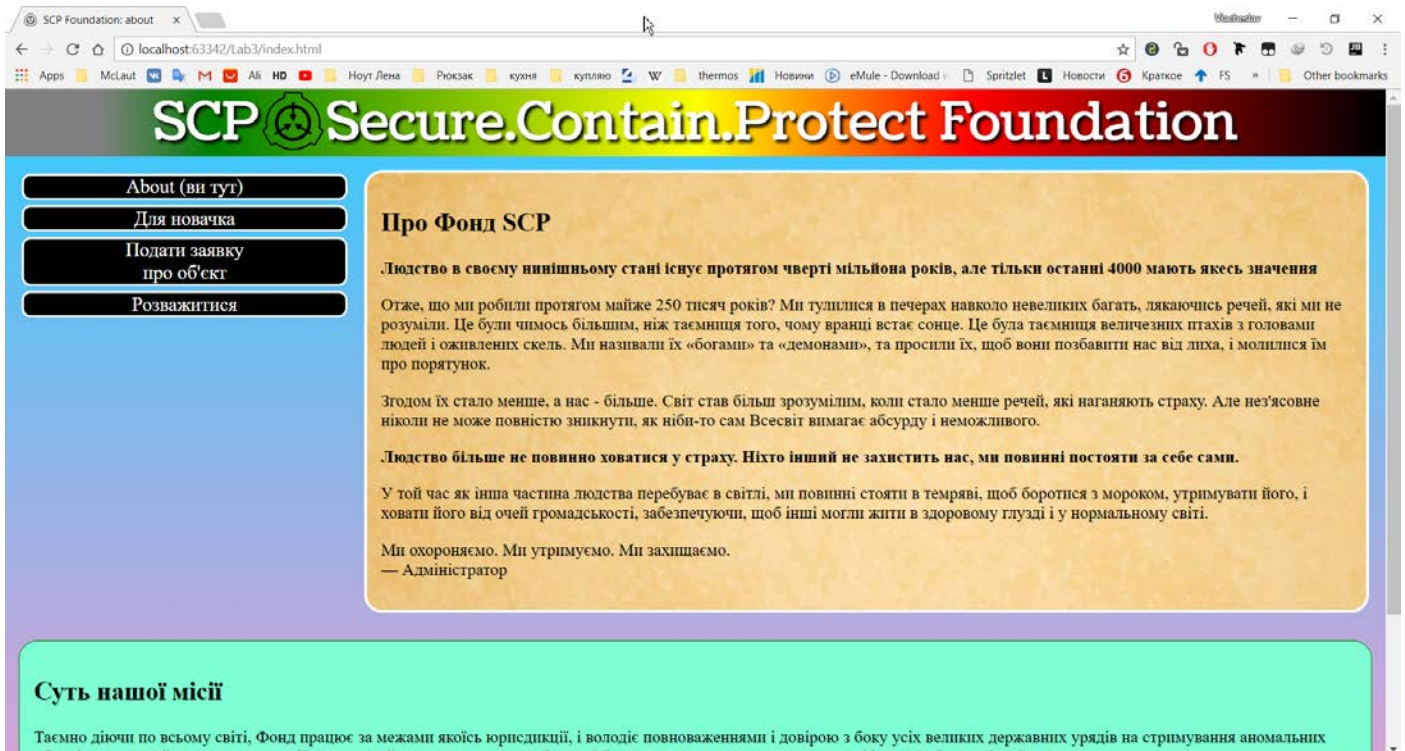 SCP Foundation: about
localhost:63342/Lab3/index.html
Apps McLaut Ali HD Ноут Лена Рюкзак кухня купляю W thermos Новини eMule - Download Spritzlet Новости Краткое FS » Other bookmarks
SCP Secure.Contain.Protect Foundation
About (ви тут)
Для новачка
Подати заявку
про об'єкт
Розважитися
Про Фонд SCP
Людство в своєму нинішньому стані існує протягом чверті мільйона років, але тільки останні 4000 мають якесь значення
Отже, що ми робили протягом майже 250 тисяч років? Ми тулилися в печерах навколо невеликих багать, лякаючись речей, які ми не
розуміли. Це були чимось більшим, ніж таємниця того, чому вранці встає сонце. Це була таємниця величезних птахів з головами
людей і оживлених скель. Ми називали їх «богами» та «демонами», та просили їх, щоб вони позбавити нас від лиха, і молилися їм
про порятунок.
Згодом їх стало менше, а нас - більше. Світ став більш зрозумілим, коли стало менше речей, які наганяють страху. Але нез'ясовне
ніколи не може повністю зникнути, як ніби-то сам Всесвіт вимагає абсурду і неможливого.
Людство більше не повинно ховатися у страху. Ніхто інший не захистить нас, ми повинні постояти за себе сами.
У той час як інша частина людства перебуває в світлі, ми повинні стояти в темряві, щоб боротися з мороком, утримувати його, і
ховати його від очей громадськості, забезпечуючи, щоб інші могли жити в здоровому глузді і у нормальному світі.
Ми охороняємо. Ми утримуємо. Ми захищаємо.
— Адміністратор
Суть нашої місії
Таємно діючи по всьому світі, Фонд працює за межами якоїсь юрисдикції, і володіє повноваженнями і довірою з боку усіх великих державних урядів на стримування аномальних